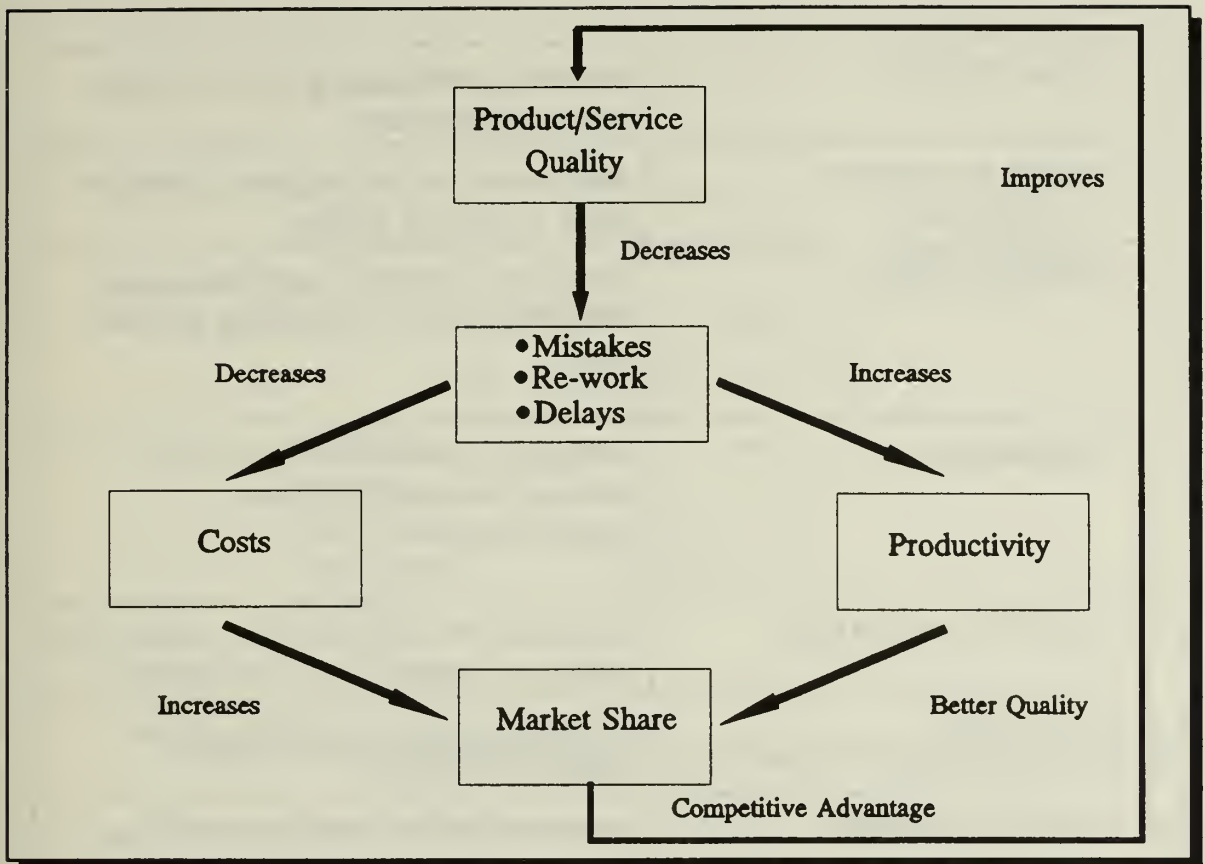 Product/Service
Quality
Improves
Decreases
•Mistakes
•Re-work
•Delays
Decreases
Increases
Costs
Productivity
Increases
Market Share
Better Quality
Competitive Advantage